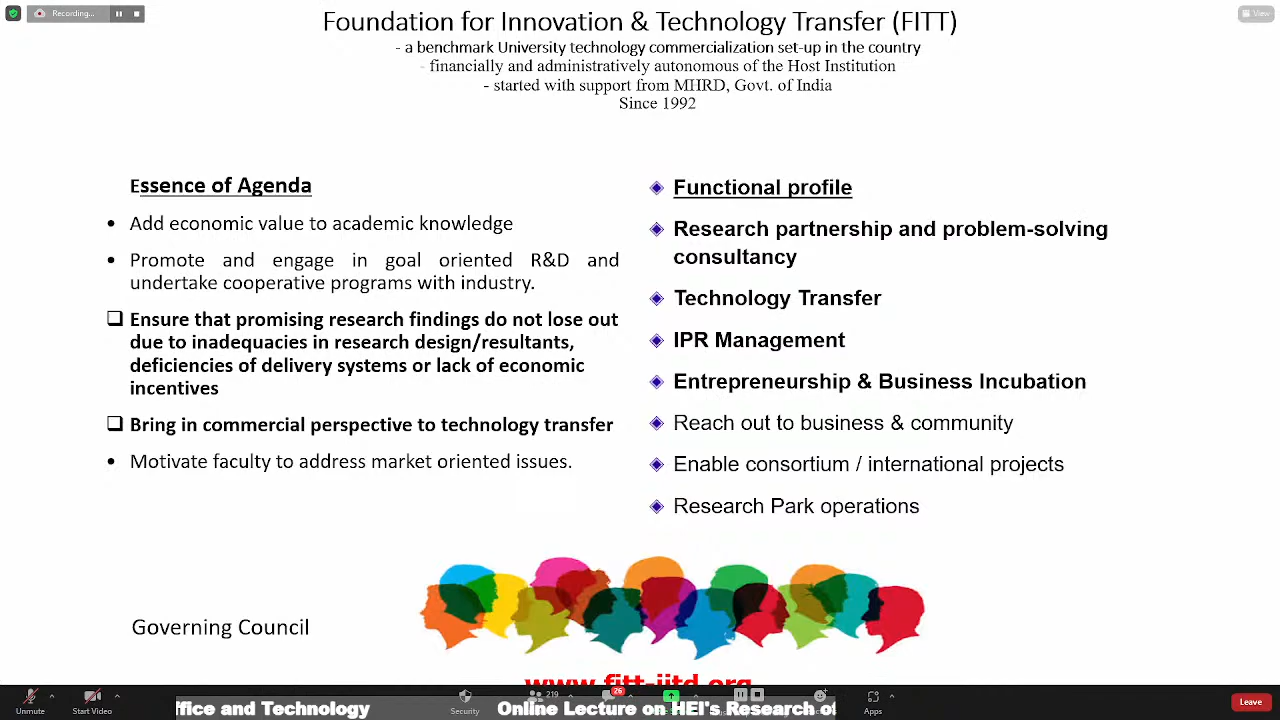 Recording...
View
Foundation for Innovation & Technology Transfer (FITT)
- a benchmark University technology commercialization set-up in the country
- financially and administratively autonomous of the Host Institution
- started with support from MHRD, Govt. of India
Since 1992
Essence of Agenda
• Add economic value to academic knowledge
• Promote and engage in goal oriented R&D and
undertake cooperative programs with industry.
❑ Ensure that promising research findings do not lose out
due to inadequacies in research design/resultants,
deficiencies of delivery systems or lack of economic
incentives
❑ Bring in commercial perspective to technology transfer
• Motivate faculty to address market oriented issues.
Functional profile
Research partnership and problem-solving
consultancy
Technology Transfer
IPR Management
Entrepreneurship & Business Incubation
Reach out to business & community
Enable consortium / international projects
Research Park operations
Governing Council
www.fitt-iitd.org
219
26
Unmute
Start Video
Security
Apps
Leave
ffice and Technology
Online Lecture on HEI's Research of